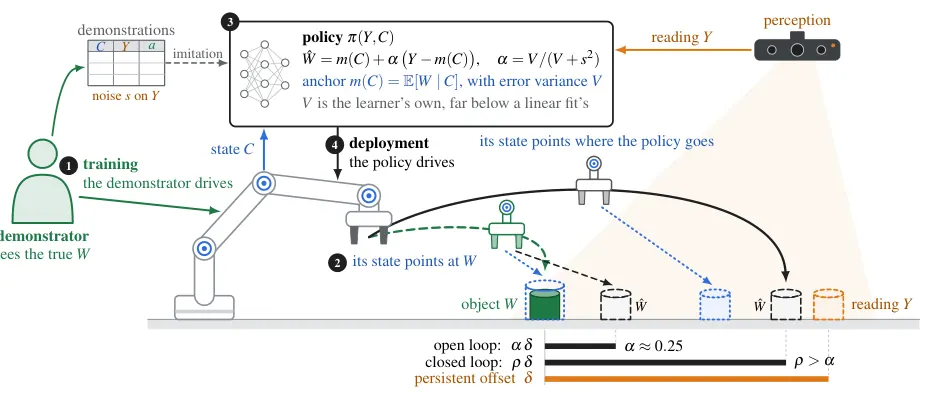 demonstrations
C Y a
noise s on Y
imitation
3
policy π(Y,C)
Ŵ = m(C) + α (Y − m(C)), α = V/(V + s²)
anchor m(C) = 𝔼[W | C], with error variance V
V is the learner's own, far below a linear fit's
reading Y
perception
1 training
the demonstrator drives
state C
4 deployment
the policy drives
its state points where the policy goes
demonstrator
ees the true W
2 its state points at W
object W
Ŵ
Ŵ
reading Y
open loop: α δ
α ≈ 0.25
closed loop: ρ δ
ρ > α
persistent offset δ